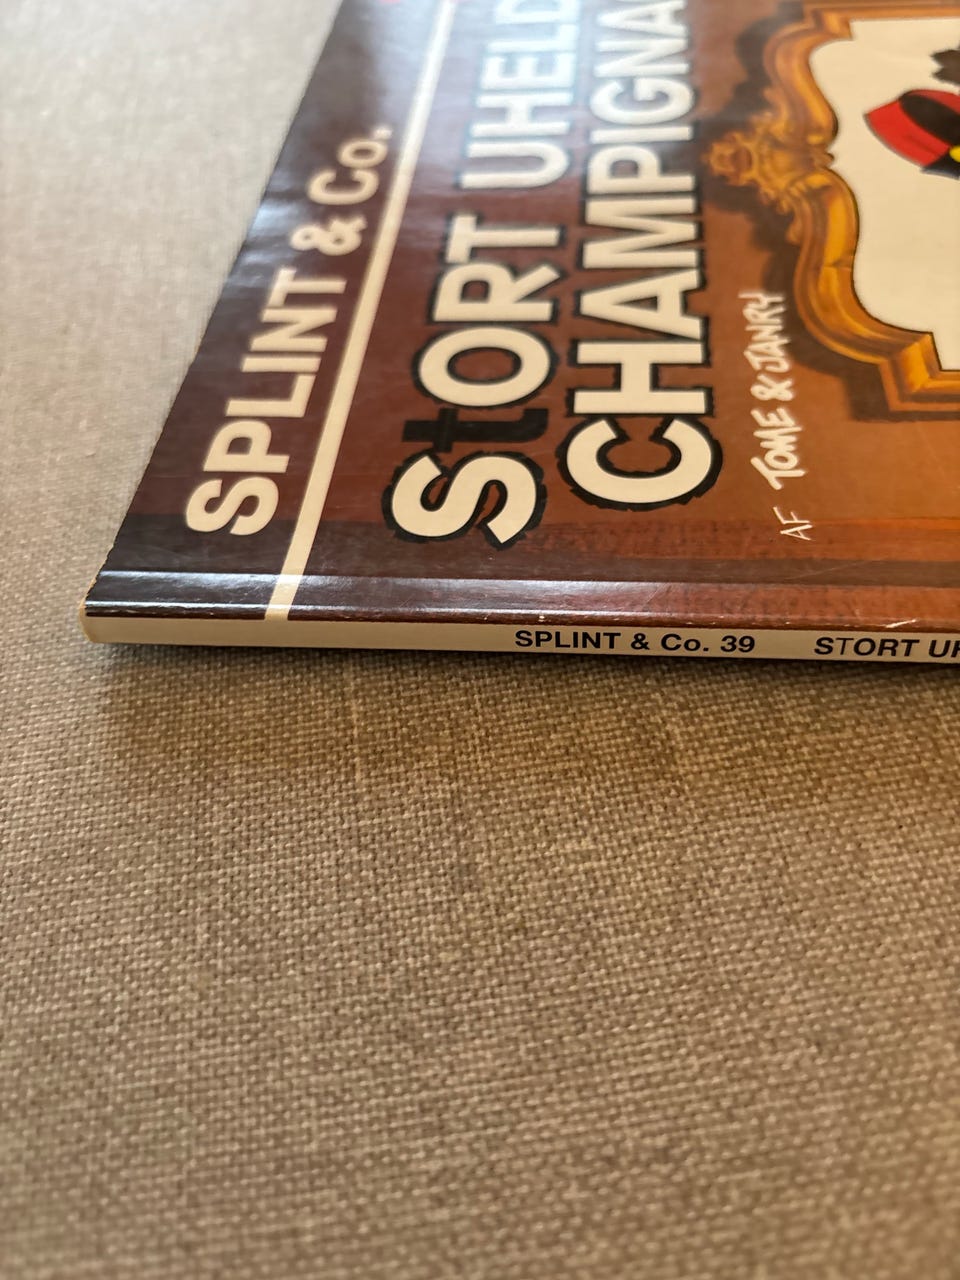 SPLINT & Co.
StORT UHELD
CHAMPIGNA
AF TOME & JANRY
SPLINT & Co. 39 STORT